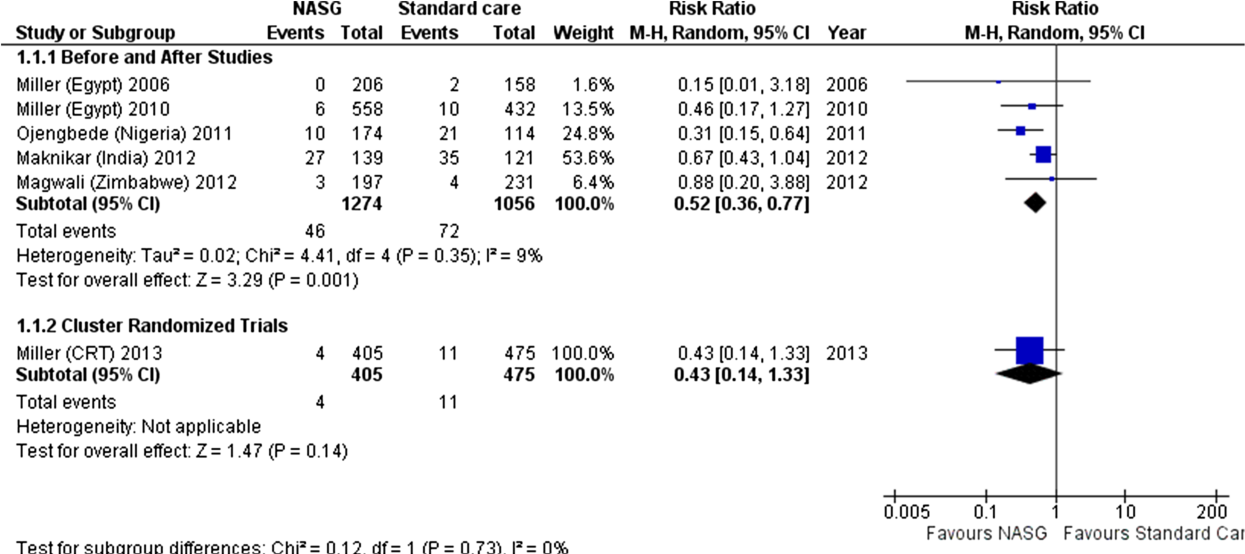 NASG Standard care Risk Ratio Risk Ratio
Study or Subgroup Events Total Events Total Weight M-H, Random, 95% CI Year M-H, Random, 95% CI
1.1.1 Before and After Studies
Miller (Egypt) 2006 0 206 2 158 1.6% 0.15 [0.01, 3.18] 2006
Miller (Egypt) 2010 6 558 10 432 13.5% 0.46 [0.17, 1.27] 2010
Ojengbede (Nigeria) 2011 10 174 21 114 24.8% 0.31 [0.15, 0.64] 2011
Maknikar (India) 2012 27 139 35 121 53.6% 0.67 [0.43, 1.04] 2012
Magwali (Zimbabwe) 2012 3 197 4 231 6.4% 0.88 [0.20, 3.88] 2012
Subtotal (95% CI) 1274 1056 100.0% 0.52 [0.36, 0.77]
Total events 46 72
Heterogeneity: Tau² = 0.02; Chi² = 4.41, df = 4 (P = 0.35); I² = 9%
Test for overall effect: Z = 3.29 (P = 0.001)
1.1.2 Cluster Randomized Trials
Miller (CRT) 2013 4 405 11 475 100.0% 0.43 [0.14, 1.33] 2013
Subtotal (95% CI) 405 475 100.0% 0.43 [0.14, 1.33]
Total events 4 11
Heterogeneity: Not applicable
Test for overall effect: Z = 1.47 (P = 0.14)
0.005 0.1 1 10 200
Favours NASG Favours Standard Car
Test for subgroup differences: Chi² = 0.12, df = 1 (P = 0.73), I² = 0%